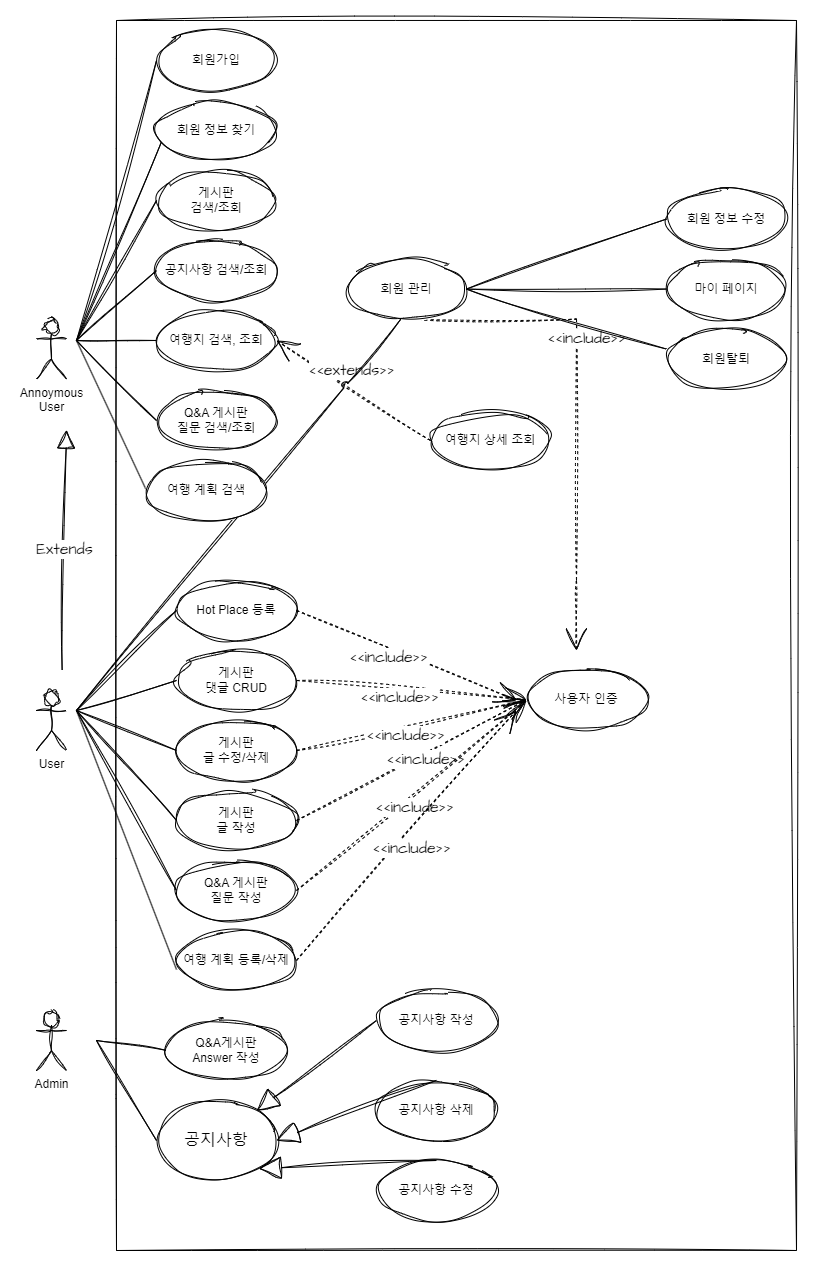 회원가입
회원 정보 찾기
게시판
검색/조회
공지사항 검색/조회
여행지 검색, 조회
Q&A 게시판
질문 검색/조회
여행 계획 검색
Annoymous
User
Extends
회원 관리
회원 정보 수정
마이 페이지
회원탈퇴
<<include>>
<<extends>>
여행지 상세 조회
Hot Place 등록
게시판
댓글 CRUD
게시판
글 수정/삭제
게시판
글 작성
Q&A 게시판
질문 작성
여행 계획 등록/삭제
User
<<include>>
<<include>>
<<include>>
<<include>>
<<include>>
<<include>>
사용자 인증
Admin
Q&A게시판
Answer 작성
공지사항
공지사항 작성
공지사항 삭제
공지사항 수정